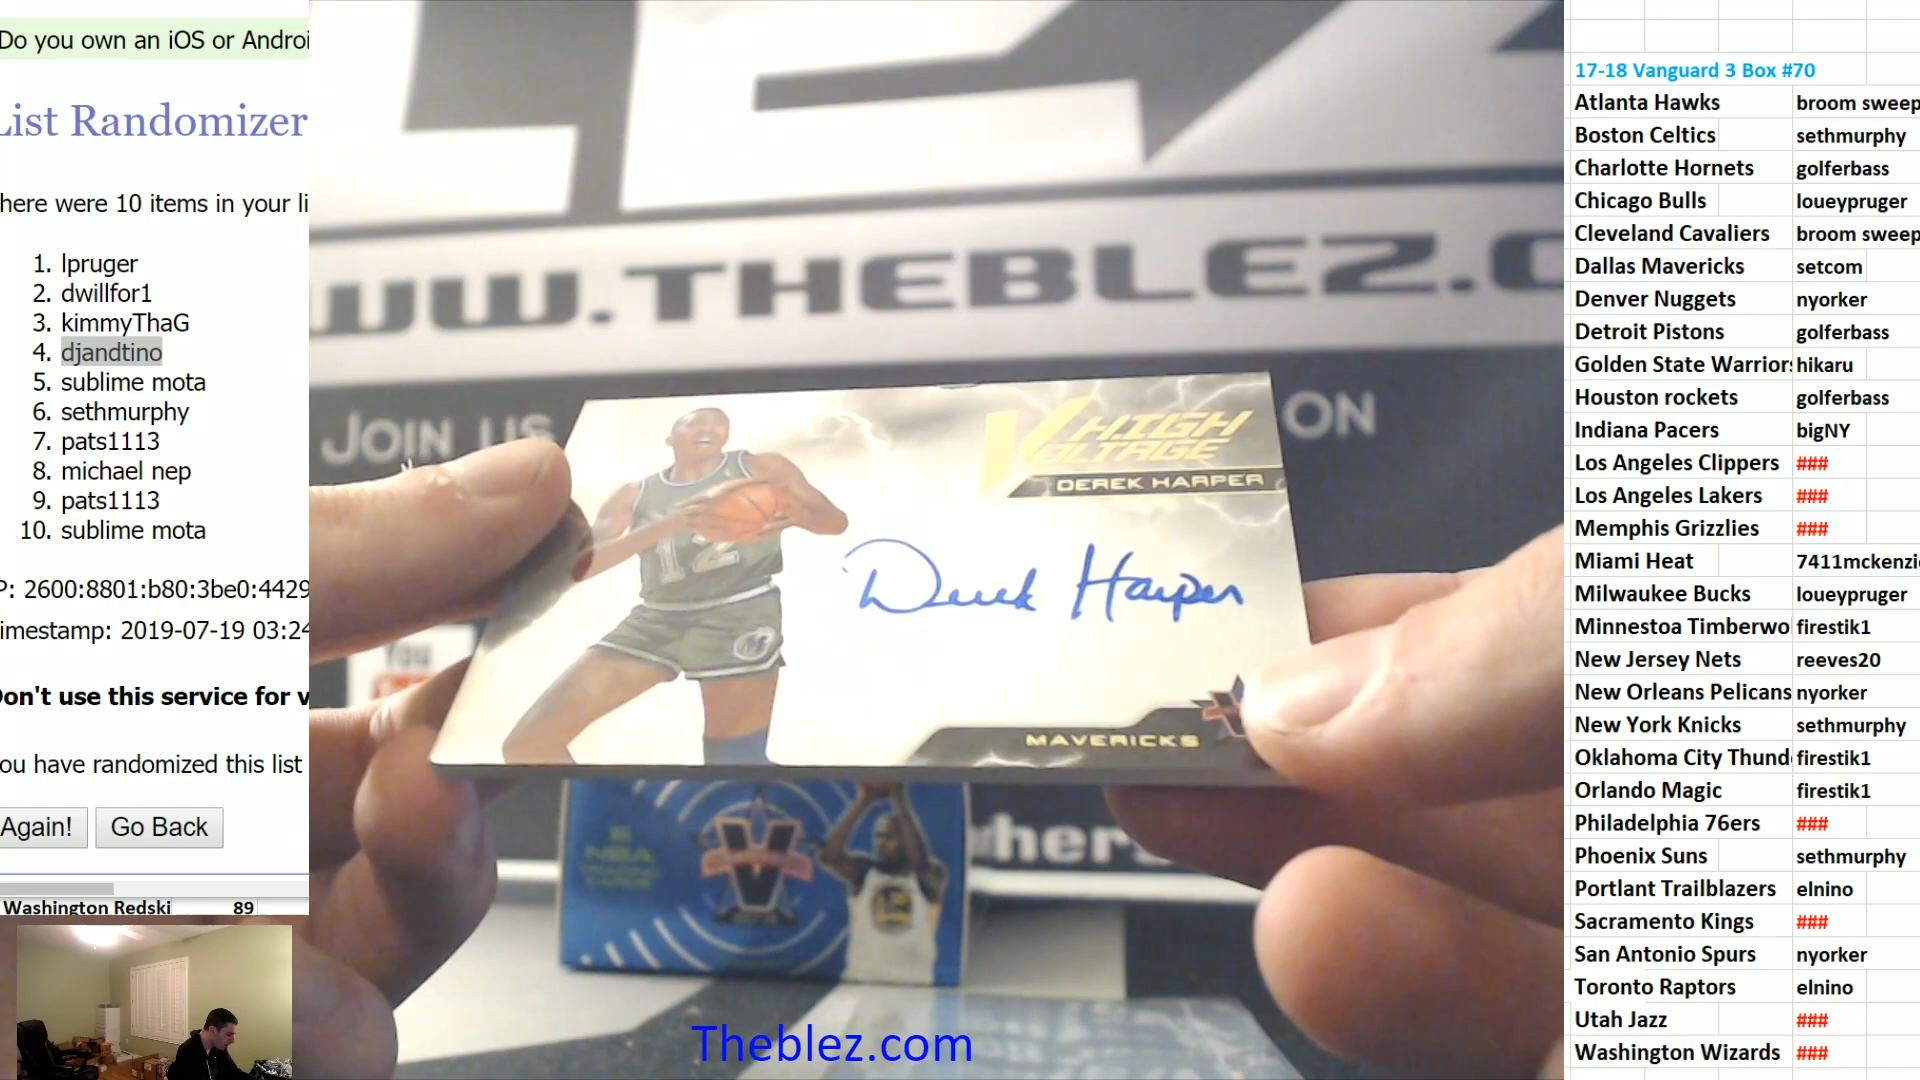 Do you own an iOS or Androi
List Randomizer
here were 10 items in your li
1. lpruger
2. dwillfor1
3. kimmyThaG
4. djandtino
5. sublime mota
6. sethmurphy
7. pats1113
8. michael nep
9. pats1113
10. sublime mota
P: 2600:8801:b80:3be0:4429
imestamp: 2019-07-19 03:24
on't use this service for v
ou have randomized this list
Again! Go Back
Washington Redski 89
WWW.THEBLEZ.C
JOIN US ON
HIGH
VOLTAGE
DEREK HARPER
12
Derek Harper
MAVERICKS
YOU
NBA
TRADING
CARDS
V
her
Theblez.com
17-18 Vanguard 3 Box #70
Atlanta Hawks broom sweep
Boston Celtics sethmurphy
Charlotte Hornets golferbass
Chicago Bulls loueypruger
Cleveland Cavaliers broom sweep
Dallas Mavericks setcom
Denver Nuggets nyorker
Detroit Pistons golferbass
Golden State Warriors hikaru
Houston rockets golferbass
Indiana Pacers bigNY
Los Angeles Clippers ###
Los Angeles Lakers ###
Memphis Grizzlies ###
Miami Heat 7411mckenzie
Milwaukee Bucks loueypruger
Minnestoa Timberwo firestik1
New Jersey Nets reeves20
New Orleans Pelicans nyorker
New York Knicks sethmurphy
Oklahoma City Thund firestik1
Orlando Magic firestik1
Philadelphia 76ers ###
Phoenix Suns sethmurphy
Portlant Trailblazers elnino
Sacramento Kings ###
San Antonio Spurs nyorker
Toronto Raptors elnino
Utah Jazz ###
Washington Wizards ###